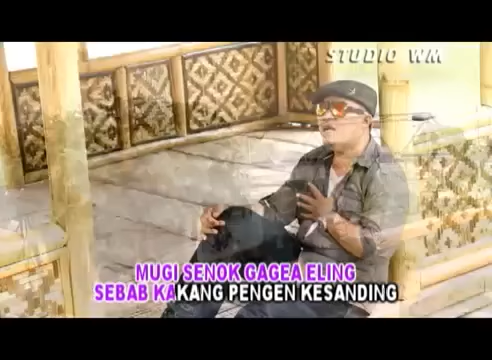 STUDIO WM
MUGI SENOK GAGEA ELING
SEBAB KAKANG PENGEN KESANDING